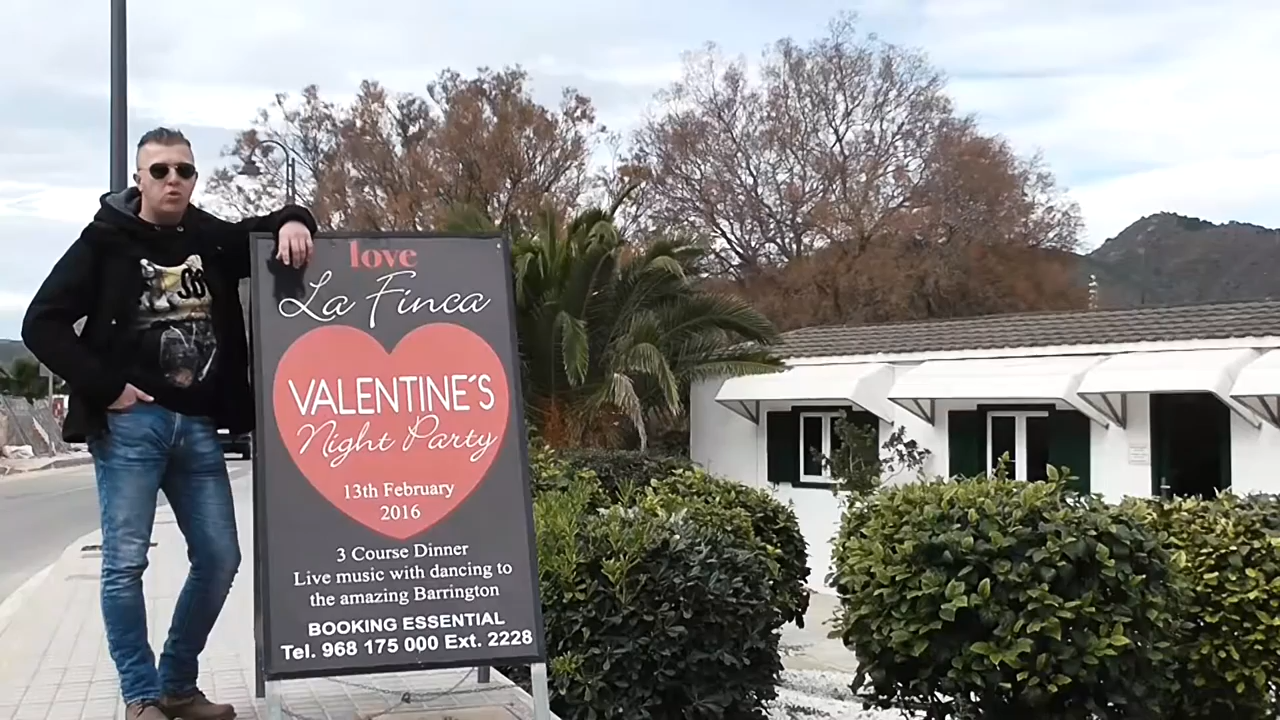 love
La Finca
VALENTINE´S
Night Party
13th February
2016
3 Course Dinner
Live music with dancing to
the amazing Barrington
BOOKING ESSENTIAL
Tel. 968 175 000 Ext. 2228